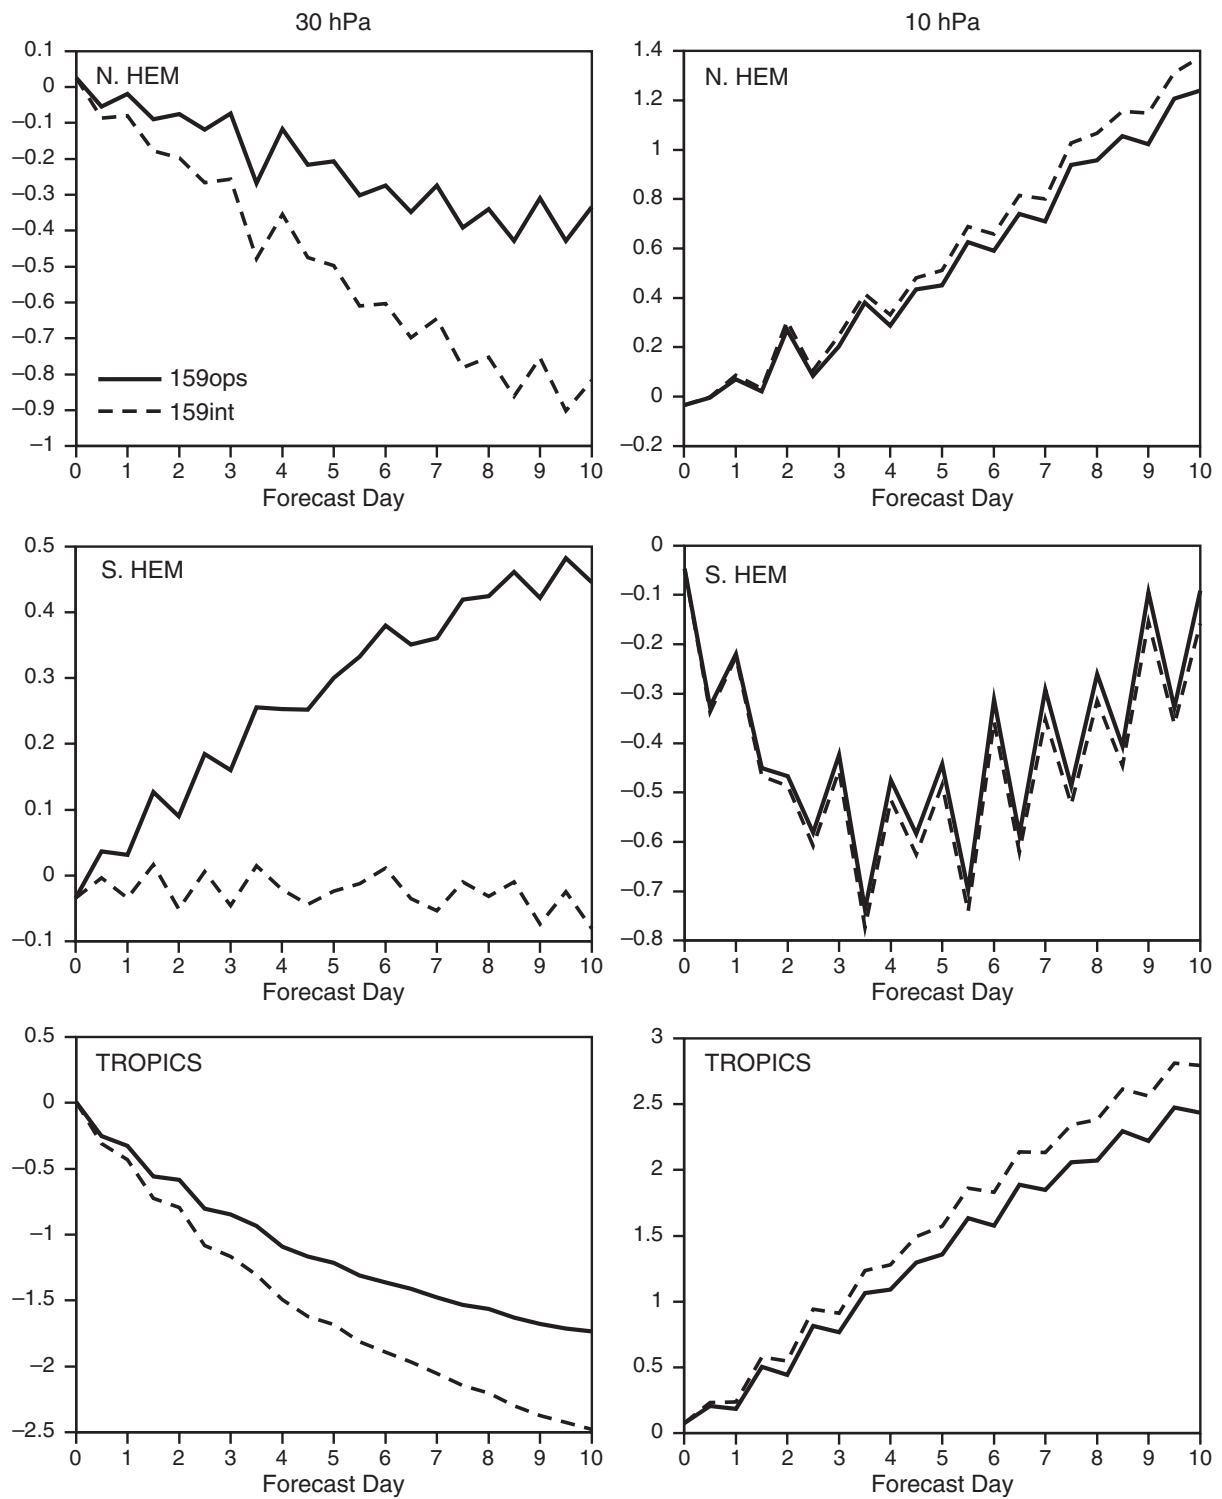 30 hPa
10 hPa
N. HEM
0.1
0
–0.1
–0.2
–0.3
–0.4
–0.5
–0.6
–0.7
–0.8
–0.9
–1
159ops
159int
0 1 2 3 4 5 6 7 8 9 10
Forecast Day
N. HEM
1.4
1.2
1
0.8
0.6
0.4
0.2
0
–0.2
0 1 2 3 4 5 6 7 8 9 10
Forecast Day
S. HEM
0.5
0.4
0.3
0.2
0.1
0
–0.1
0 1 2 3 4 5 6 7 8 9 10
Forecast Day
S. HEM
0
–0.1
–0.2
–0.3
–0.4
–0.5
–0.6
–0.7
–0.8
0 1 2 3 4 5 6 7 8 9 10
Forecast Day
TROPICS
0.5
0
–0.5
–1
–1.5
–2
–2.5
0 1 2 3 4 5 6 7 8 9 10
Forecast Day
TROPICS
3
2.5
2
1.5
1
0.5
0
0 1 2 3 4 5 6 7 8 9 10
Forecast Day